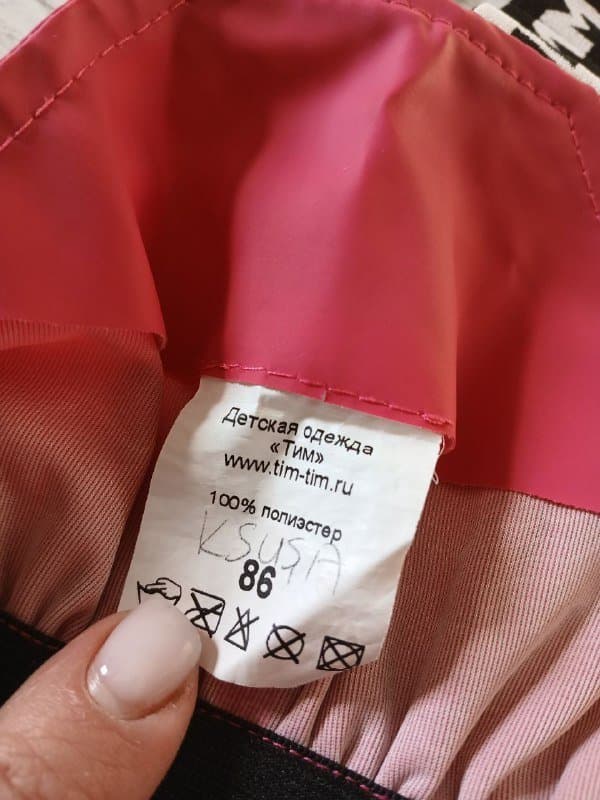 Детская одежда
«Тим»
www.tim-tim.ru
100% полиэстер
KSUSA
86